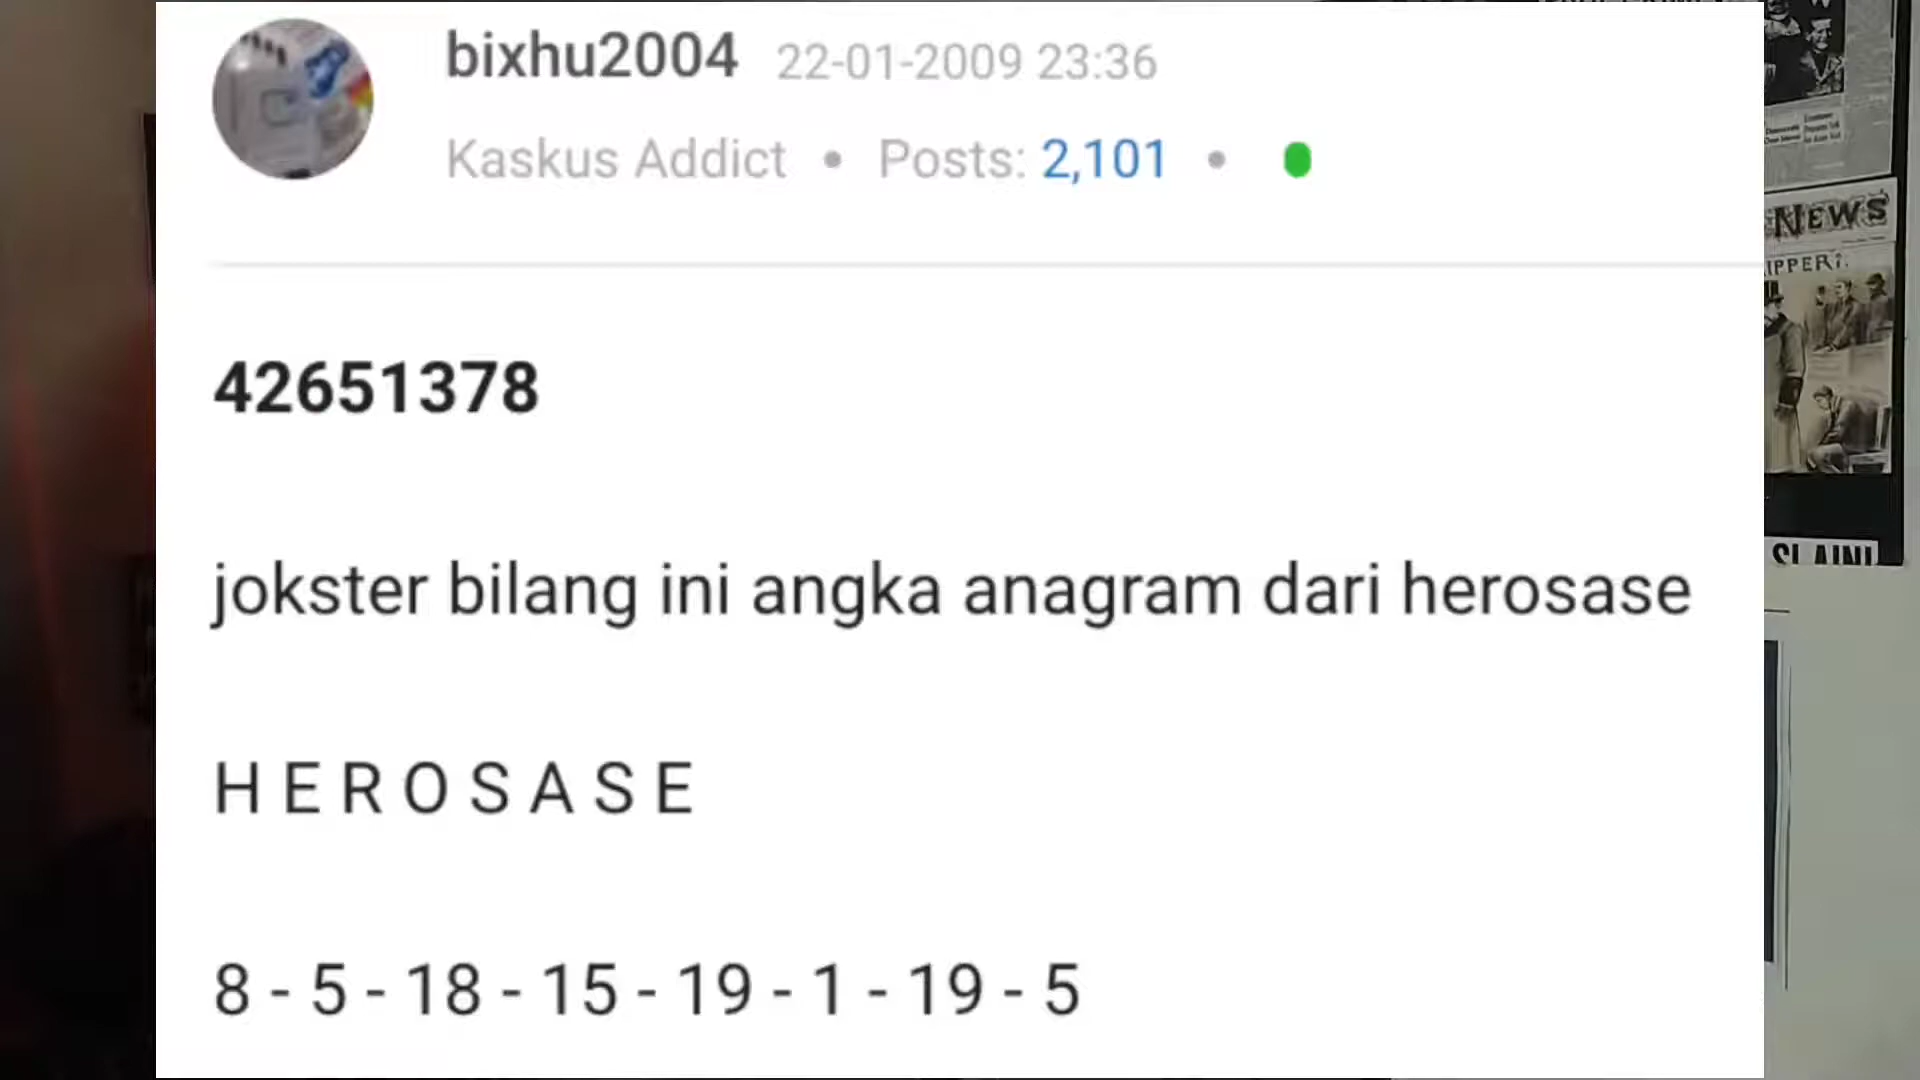 bixhu2004 22-01-2009 23:36
Kaskus Addict • Posts: 2,101 •
42651378
jokster bilang ini angka anagram dari herosase
H E R O S A S E
8 - 5 - 18 - 15 - 19 - 1 - 19 - 5
NEWS
IPPER?